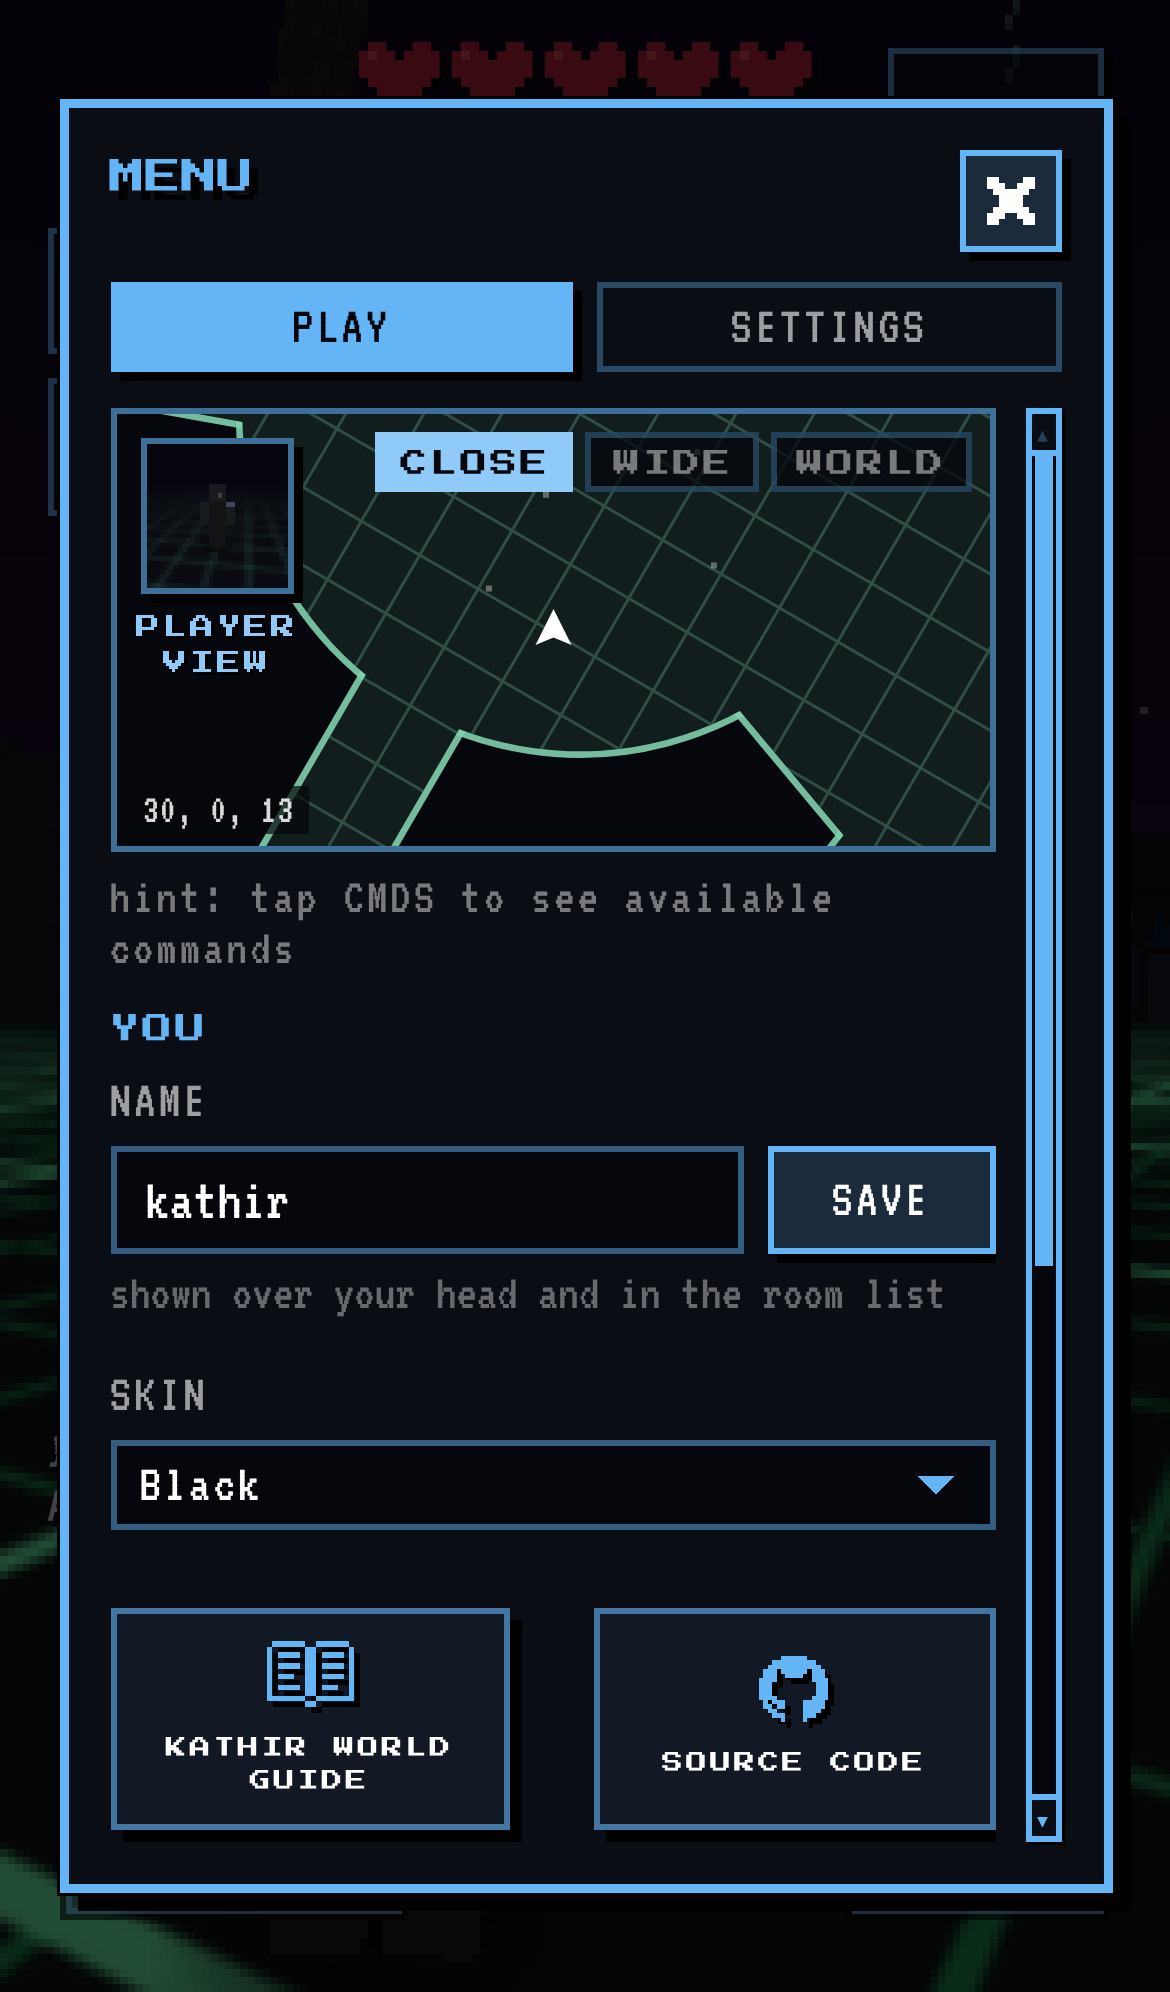 MENU
PLAY
SETTINGS
CLOSE
WIDE
WORLD
PLAYER
VIEW
30, 0, 13
hint: tap CMDS to see available
commands
YOU
NAME
kathir
SAVE
shown over your head and in the room list
SKIN
Black
KATHIR WORLD
GUIDE
SOURCE CODE